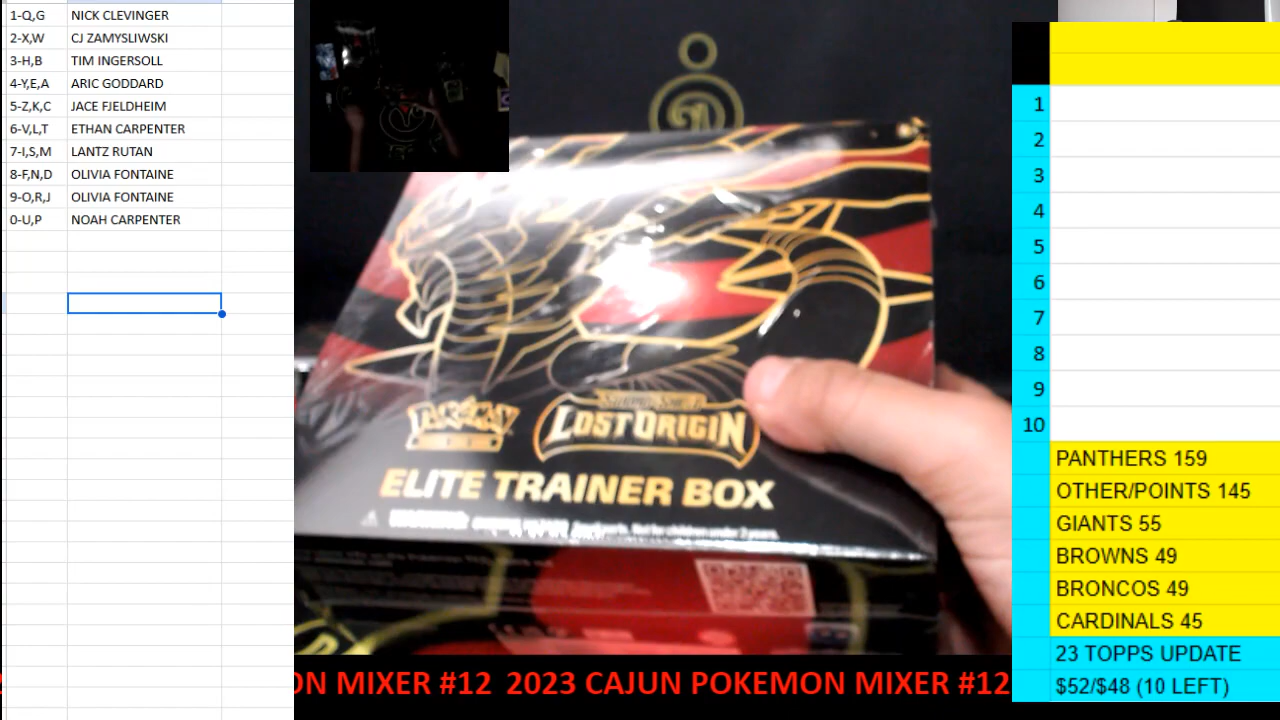 1-Q,G NICK CLEVINGER
2-X,W CJ ZAMYSLIWSKI
3-H,B TIM INGERSOLL
4-Y,E,A ARIC GODDARD
5-Z,K,C JACE FJELDHEIM
6-V,L,T ETHAN CARPENTER
7-I,S,M LANTZ RUTAN
8-F,N,D OLIVIA FONTAINE
9-O,R,J OLIVIA FONTAINE
0-U,P NOAH CARPENTER
POKÉMON
LOST ORIGIN
ELITE TRAINER BOX
WARNING:
ON MIXER #12 2023 CAJUN POKEMON MIXER #12
1
2
3
4
5
6
7
8
9
10
PANTHERS 159
OTHER/POINTS 145
GIANTS 55
BROWNS 49
BRONCOS 49
CARDINALS 45
23 TOPPS UPDATE
$52/$48 (10 LEFT)